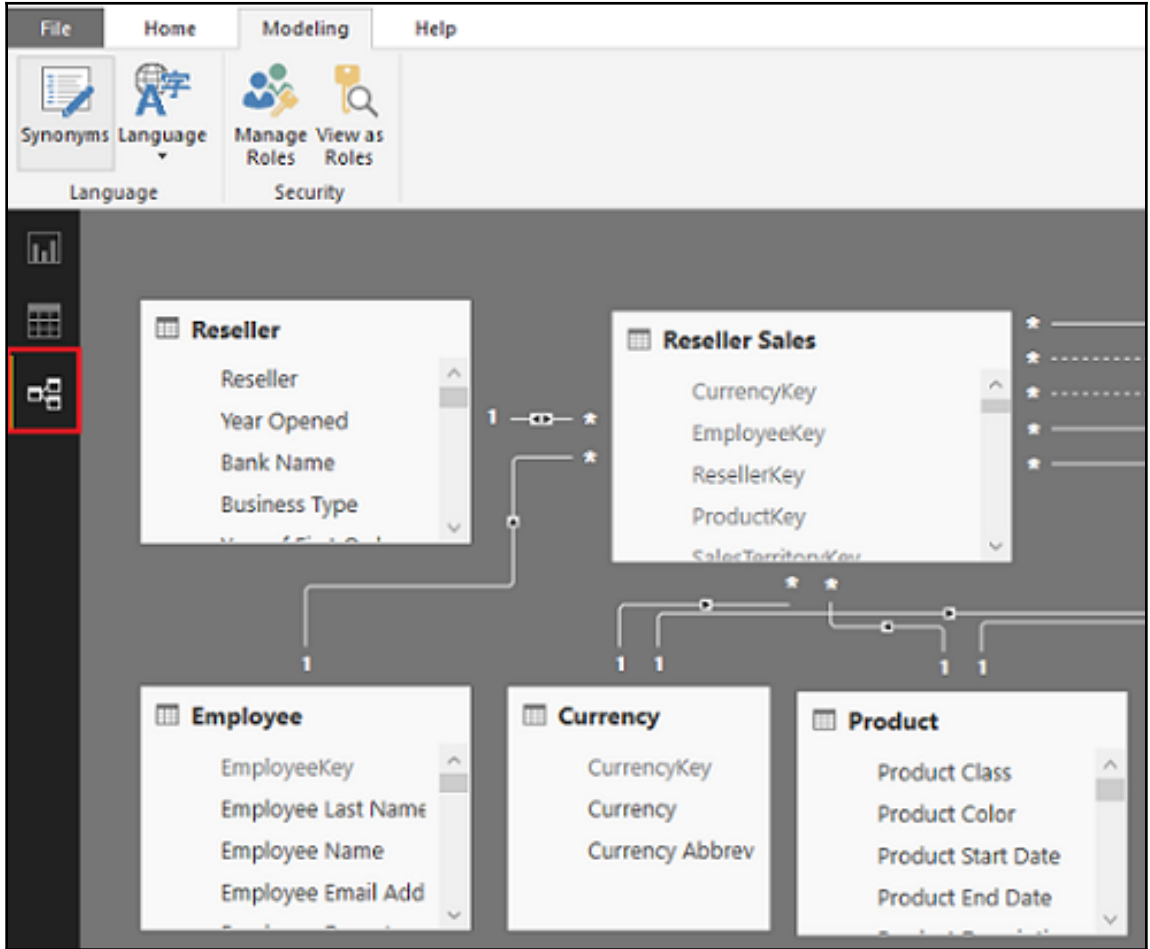 File Home Modeling Help
Synonyms Language Manage Roles View as Roles
Language Security
Reseller
Reseller
Year Opened
Bank Name
Business Type
1 * *
Reseller Sales
CurrencyKey
EmployeeKey
ResellerKey
ProductKey
SalesTerritoryKey
*
*
*
*
*
* *
1 1 1 1 1
Employee
EmployeeKey
Employee Last Name
Employee Name
Employee Email Add
Currency
CurrencyKey
Currency
Currency Abbrev
Product
Product Class
Product Color
Product Start Date
Product End Date